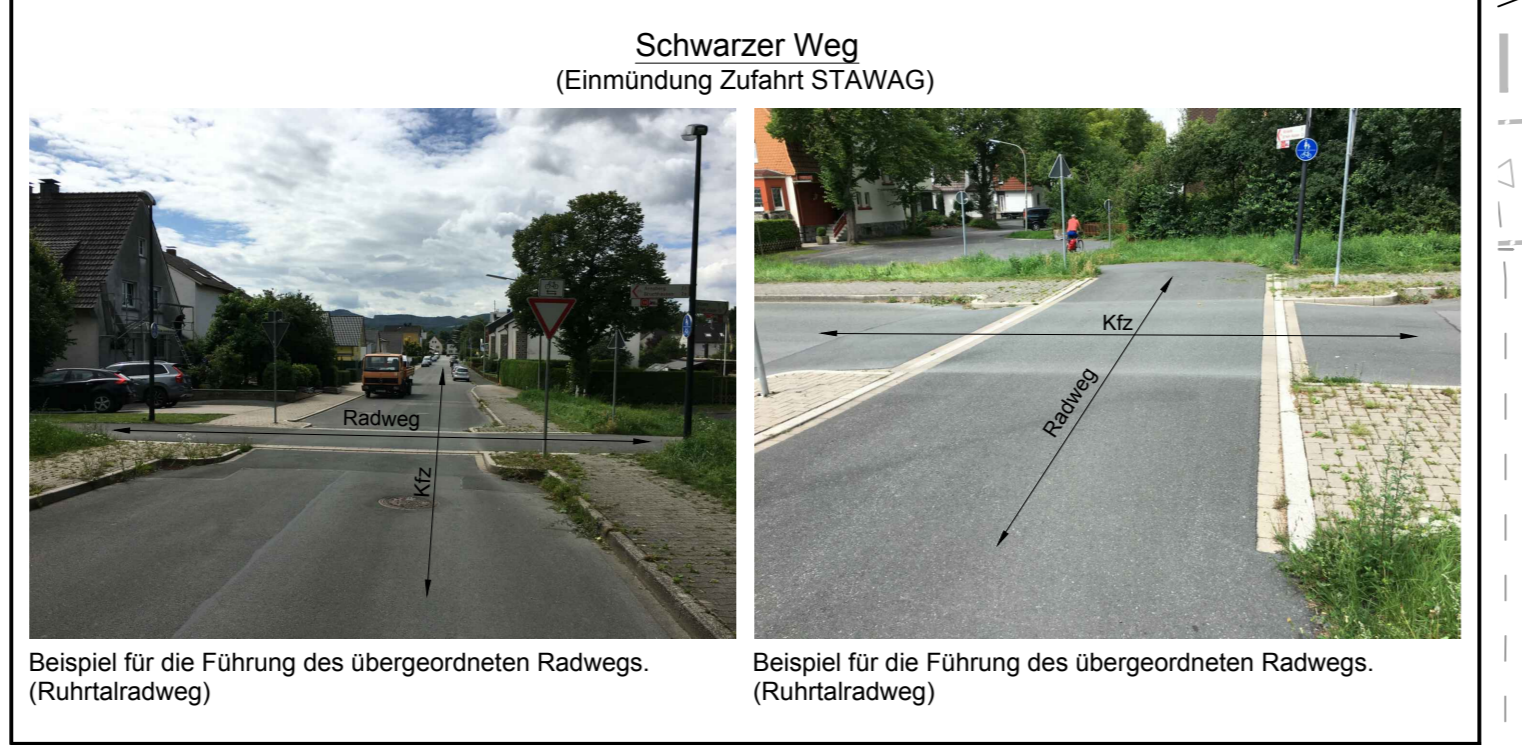 Schwarzer Weg
(Einmündung Zufahrt STAWAG)
Radweg
Kfz
Kfz
Radweg
Beispiel für die Führung des übergeordneten Radwegs.
(Ruhrtalradweg)
Beispiel für die Führung des übergeordneten Radwegs.
(Ruhrtalradweg)